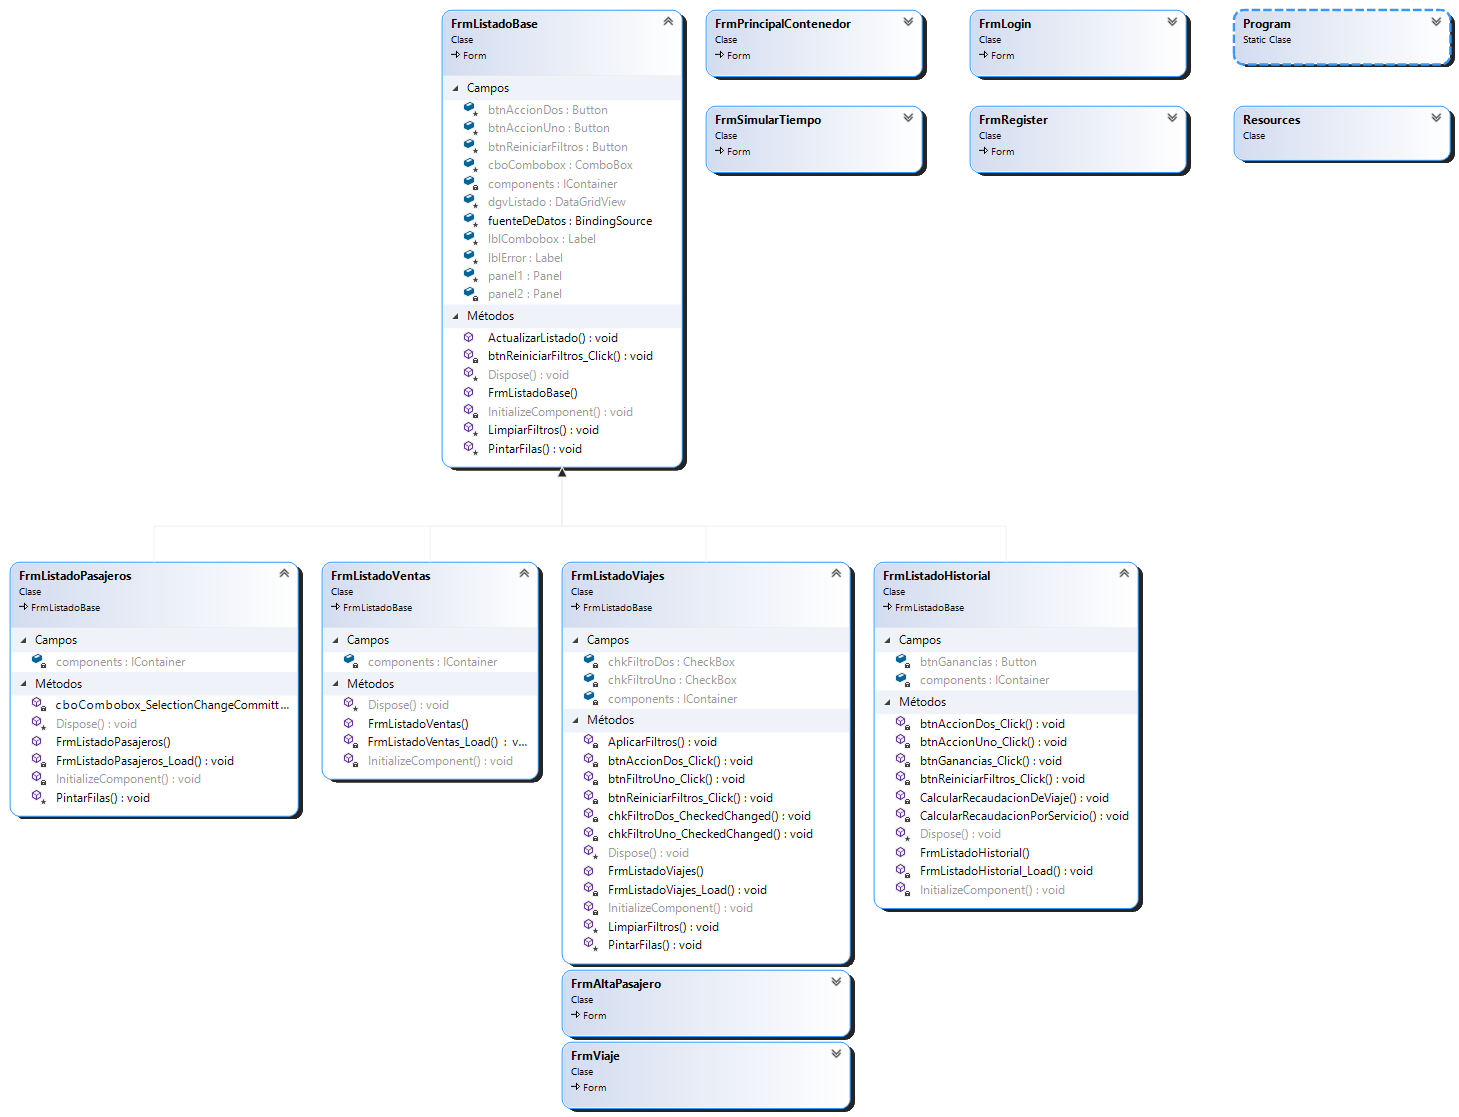 FrmListadoBase
Clase
Form
Campos
btnAccionDos : Button
btnAccionUno : Button
btnReiniciarFiltros : Button
cboCombobox : ComboBox
components : IContainer
dgvListado : DataGridView
fuenteDeDatos : BindingSource
lblCombobox : Label
lblError : Label
panel1 : Panel
panel2 : Panel
Métodos
ActualizarListado() : void
btnReiniciarFiltros_Click() : void
Dispose() : void
FrmListadoBase()
InitializeComponent() : void
LimpiarFiltros() : void
PintarFilas() : void
FrmPrincipalContenedor
Clase
Form
FrmLogin
Clase
Form
Program
Static Clase
FrmSimularTiempo
Clase
Form
FrmRegister
Clase
Form
Resources
Clase
FrmListadoPasajeros
Clase
FrmListadoBase
Campos
components : IContainer
Métodos
cboCombobox_SelectionChangeCommitt...
Dispose() : void
FrmListadoPasajeros()
FrmListadoPasajeros_Load() : void
InitializeComponent() : void
PintarFilas() : void
FrmListadoVentas
Clase
FrmListadoBase
Campos
components : IContainer
Métodos
Dispose() : void
FrmListadoVentas()
FrmListadoVentas_Load() : v...
InitializeComponent() : void
FrmListadoViajes
Clase
FrmListadoBase
Campos
chkFiltroDos : CheckBox
chkFiltroUno : CheckBox
components : IContainer
Métodos
AplicarFiltros() : void
btnAccionDos_Click() : void
btnFiltroUno_Click() : void
btnReiniciarFiltros_Click() : void
chkFiltroDos_CheckedChanged() : void
chkFiltroUno_CheckedChanged() : void
Dispose() : void
FrmListadoViajes()
FrmListadoViajes_Load() : void
InitializeComponent() : void
LimpiarFiltros() : void
PintarFilas() : void
FrmListadoHistorial
Clase
FrmListadoBase
Campos
btnGanancias : Button
components : IContainer
Métodos
btnAccionDos_Click() : void
btnAccionUno_Click() : void
btnGanancias_Click() : void
btnReiniciarFiltros_Click() : void
CalcularRecaudacionDeViaje() : void
CalcularRecaudacionPorServicio() : void
Dispose() : void
FrmListadoHistorial()
FrmListadoHistorial_Load() : void
InitializeComponent() : void
FrmAltaPasajero
Clase
Form
FrmViaje
Clase
Form